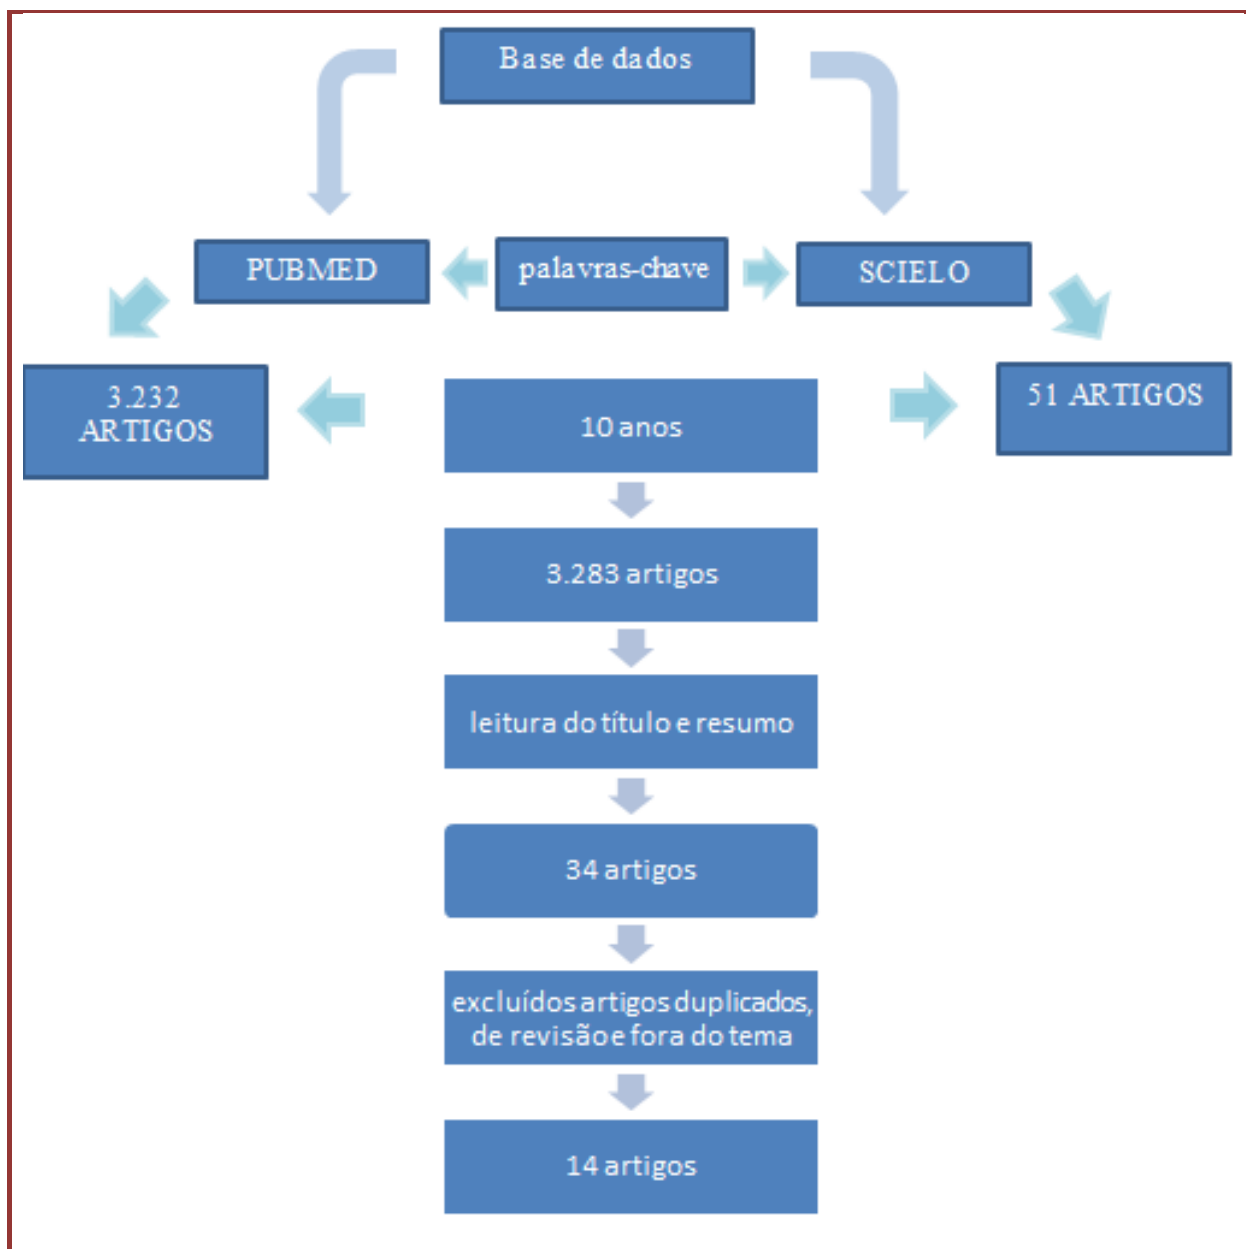 Base de dados
PUBMED
palavras-chave
SCIELO
3.232
ARTIGOS
10 anos
51 ARTIGOS
3.283 artigos
leitura do título e resumo
34 artigos
excluídos artigos duplicados,
de revisão e fora do tema
14 artigos